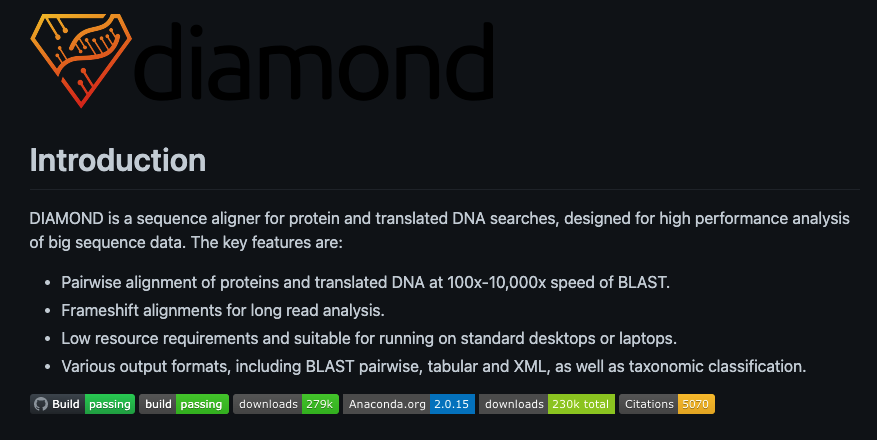 diamond
Introduction
DIAMOND is a sequence aligner for protein and translated DNA searches, designed for high performance analysis
of big sequence data. The key features are:
• Pairwise alignment of proteins and translated DNA at 100x-10,000x speed of BLAST.
• Frameshift alignments for long read analysis.
• Low resource requirements and suitable for running on standard desktops or laptops.
• Various output formats, including BLAST pairwise, tabular and XML, as well as taxonomic classification.
Build passing build passing downloads 279k Anaconda.org 2.0.15 downloads 230k total Citations 5070